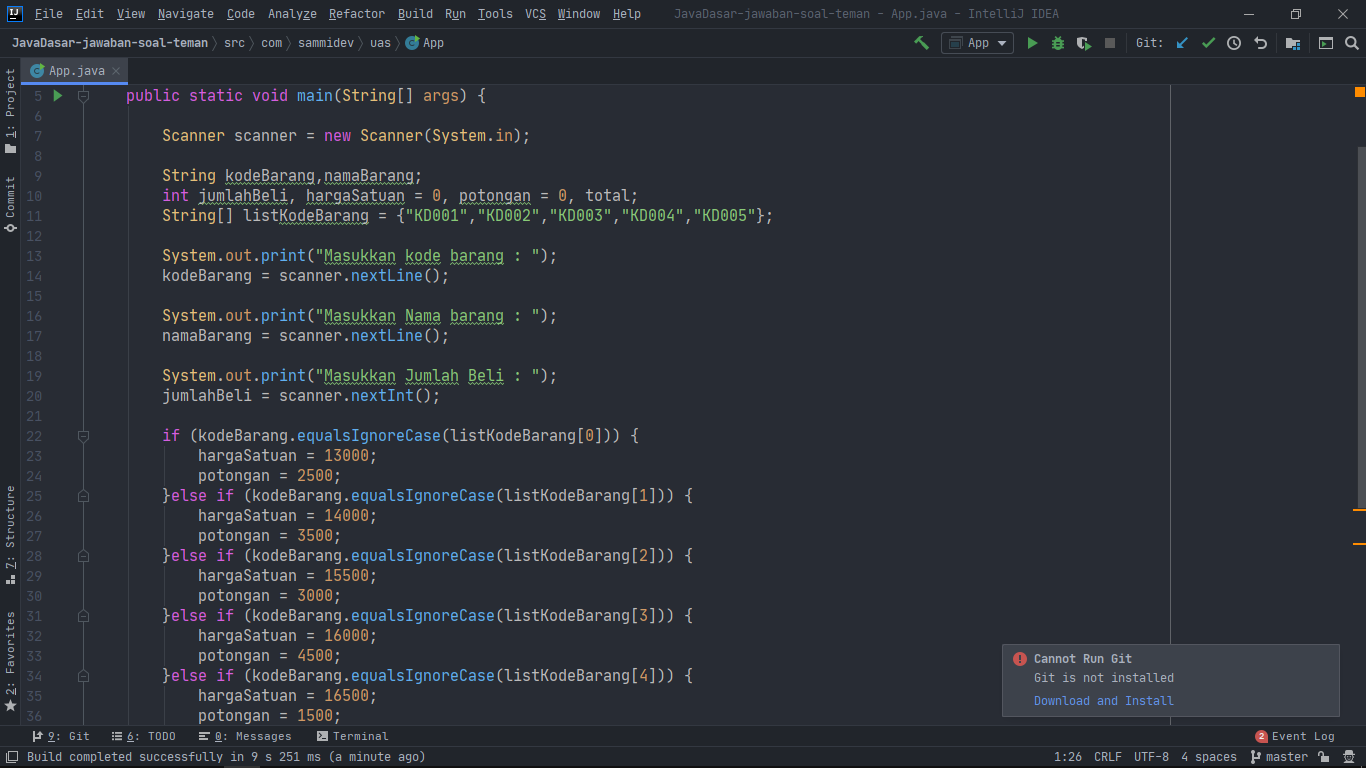 File Edit View Navigate Code Analyze Refactor Build Run Tools VCS Window Help JavaDasar-jawaban-soal-teman - App.java - IntelliJ IDEA
JavaDasar-jawaban-soal-teman src com sammidev uas App App Git:
App.java
1: Project
Commit
7: Structure
2: Favorites
5 public static void main(String[] args) {
6
7 Scanner scanner = new Scanner(System.in);
8
9 String kodeBarang,namaBarang;
10 int jumlahBeli, hargaSatuan = 0, potongan = 0, total;
11 String[] listKodeBarang = {"KD001","KD002","KD003","KD004","KD005"};
12
13 System.out.print("Masukkan kode barang : ");
14 kodeBarang = scanner.nextLine();
15
16 System.out.print("Masukkan Nama barang : ");
17 namaBarang = scanner.nextLine();
18
19 System.out.print("Masukkan Jumlah Beli : ");
20 jumlahBeli = scanner.nextInt();
21
22 if (kodeBarang.equalsIgnoreCase(listKodeBarang[0])) {
23 hargaSatuan = 13000;
24 potongan = 2500;
25 }else if (kodeBarang.equalsIgnoreCase(listKodeBarang[1])) {
26 hargaSatuan = 14000;
27 potongan = 3500;
28 }else if (kodeBarang.equalsIgnoreCase(listKodeBarang[2])) {
29 hargaSatuan = 15500;
30 potongan = 3000;
31 }else if (kodeBarang.equalsIgnoreCase(listKodeBarang[3])) {
32 hargaSatuan = 16000;
33 potongan = 4500;
34 }else if (kodeBarang.equalsIgnoreCase(listKodeBarang[4])) {
35 hargaSatuan = 16500;
36 potongan = 1500;
Cannot Run Git
Git is not installed
Download and Install
9: Git 6: TODO 0: Messages Terminal 2 Event Log
Build completed successfully in 9 s 251 ms (a minute ago) 1:26 CRLF UTF-8 4 spaces master